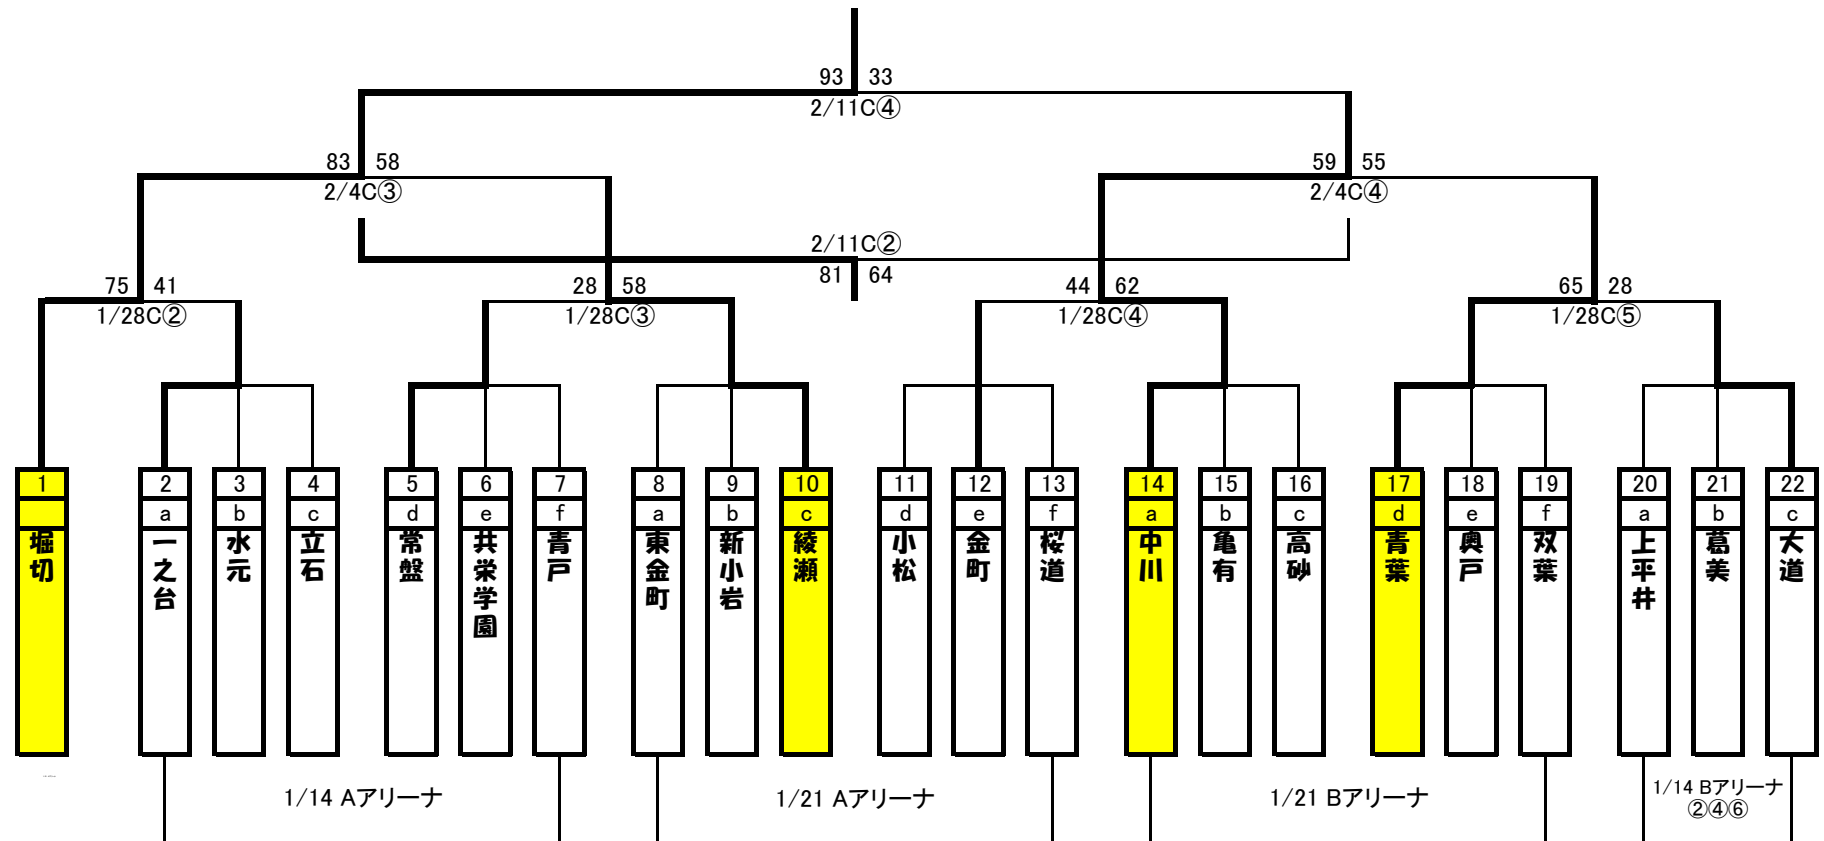 93 33
2/11C④
83 58
2/4C③
59 55
2/4C④
2/11C②
81 64
75 41
1/28C②
28 58
1/28C③
44 62
1/28C④
65 28
1/28C⑤
1 堀切
2 a 一之台
3 b 水元
4 c 立石
5 d 常盤
6 e 共栄学園
7 f 青戸
8 a 東金町
9 b 新小岩
10 c 綾瀬
11 d 小松
12 e 金町
13 f 桜道
14 a 中川
15 b 亀有
16 c 高砂
17 d 青葉
18 e 奥戸
19 f 双葉
20 a 上平井
21 b 葛美
22 c 大道
1/14 Aアリーナ
1/21 Aアリーナ
1/21 Bアリーナ
1/14 Bアリーナ
②④⑥